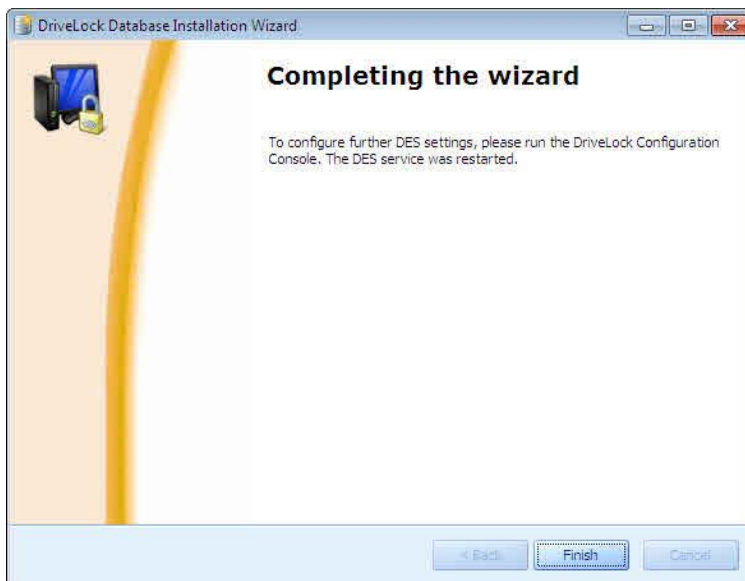 DriveLock Database Installation Wizard
Completing the wizard
To configure further DES settings, please run the DriveLock Configuration
Console. The DES service was restarted.
< Back
Finish
Cancel